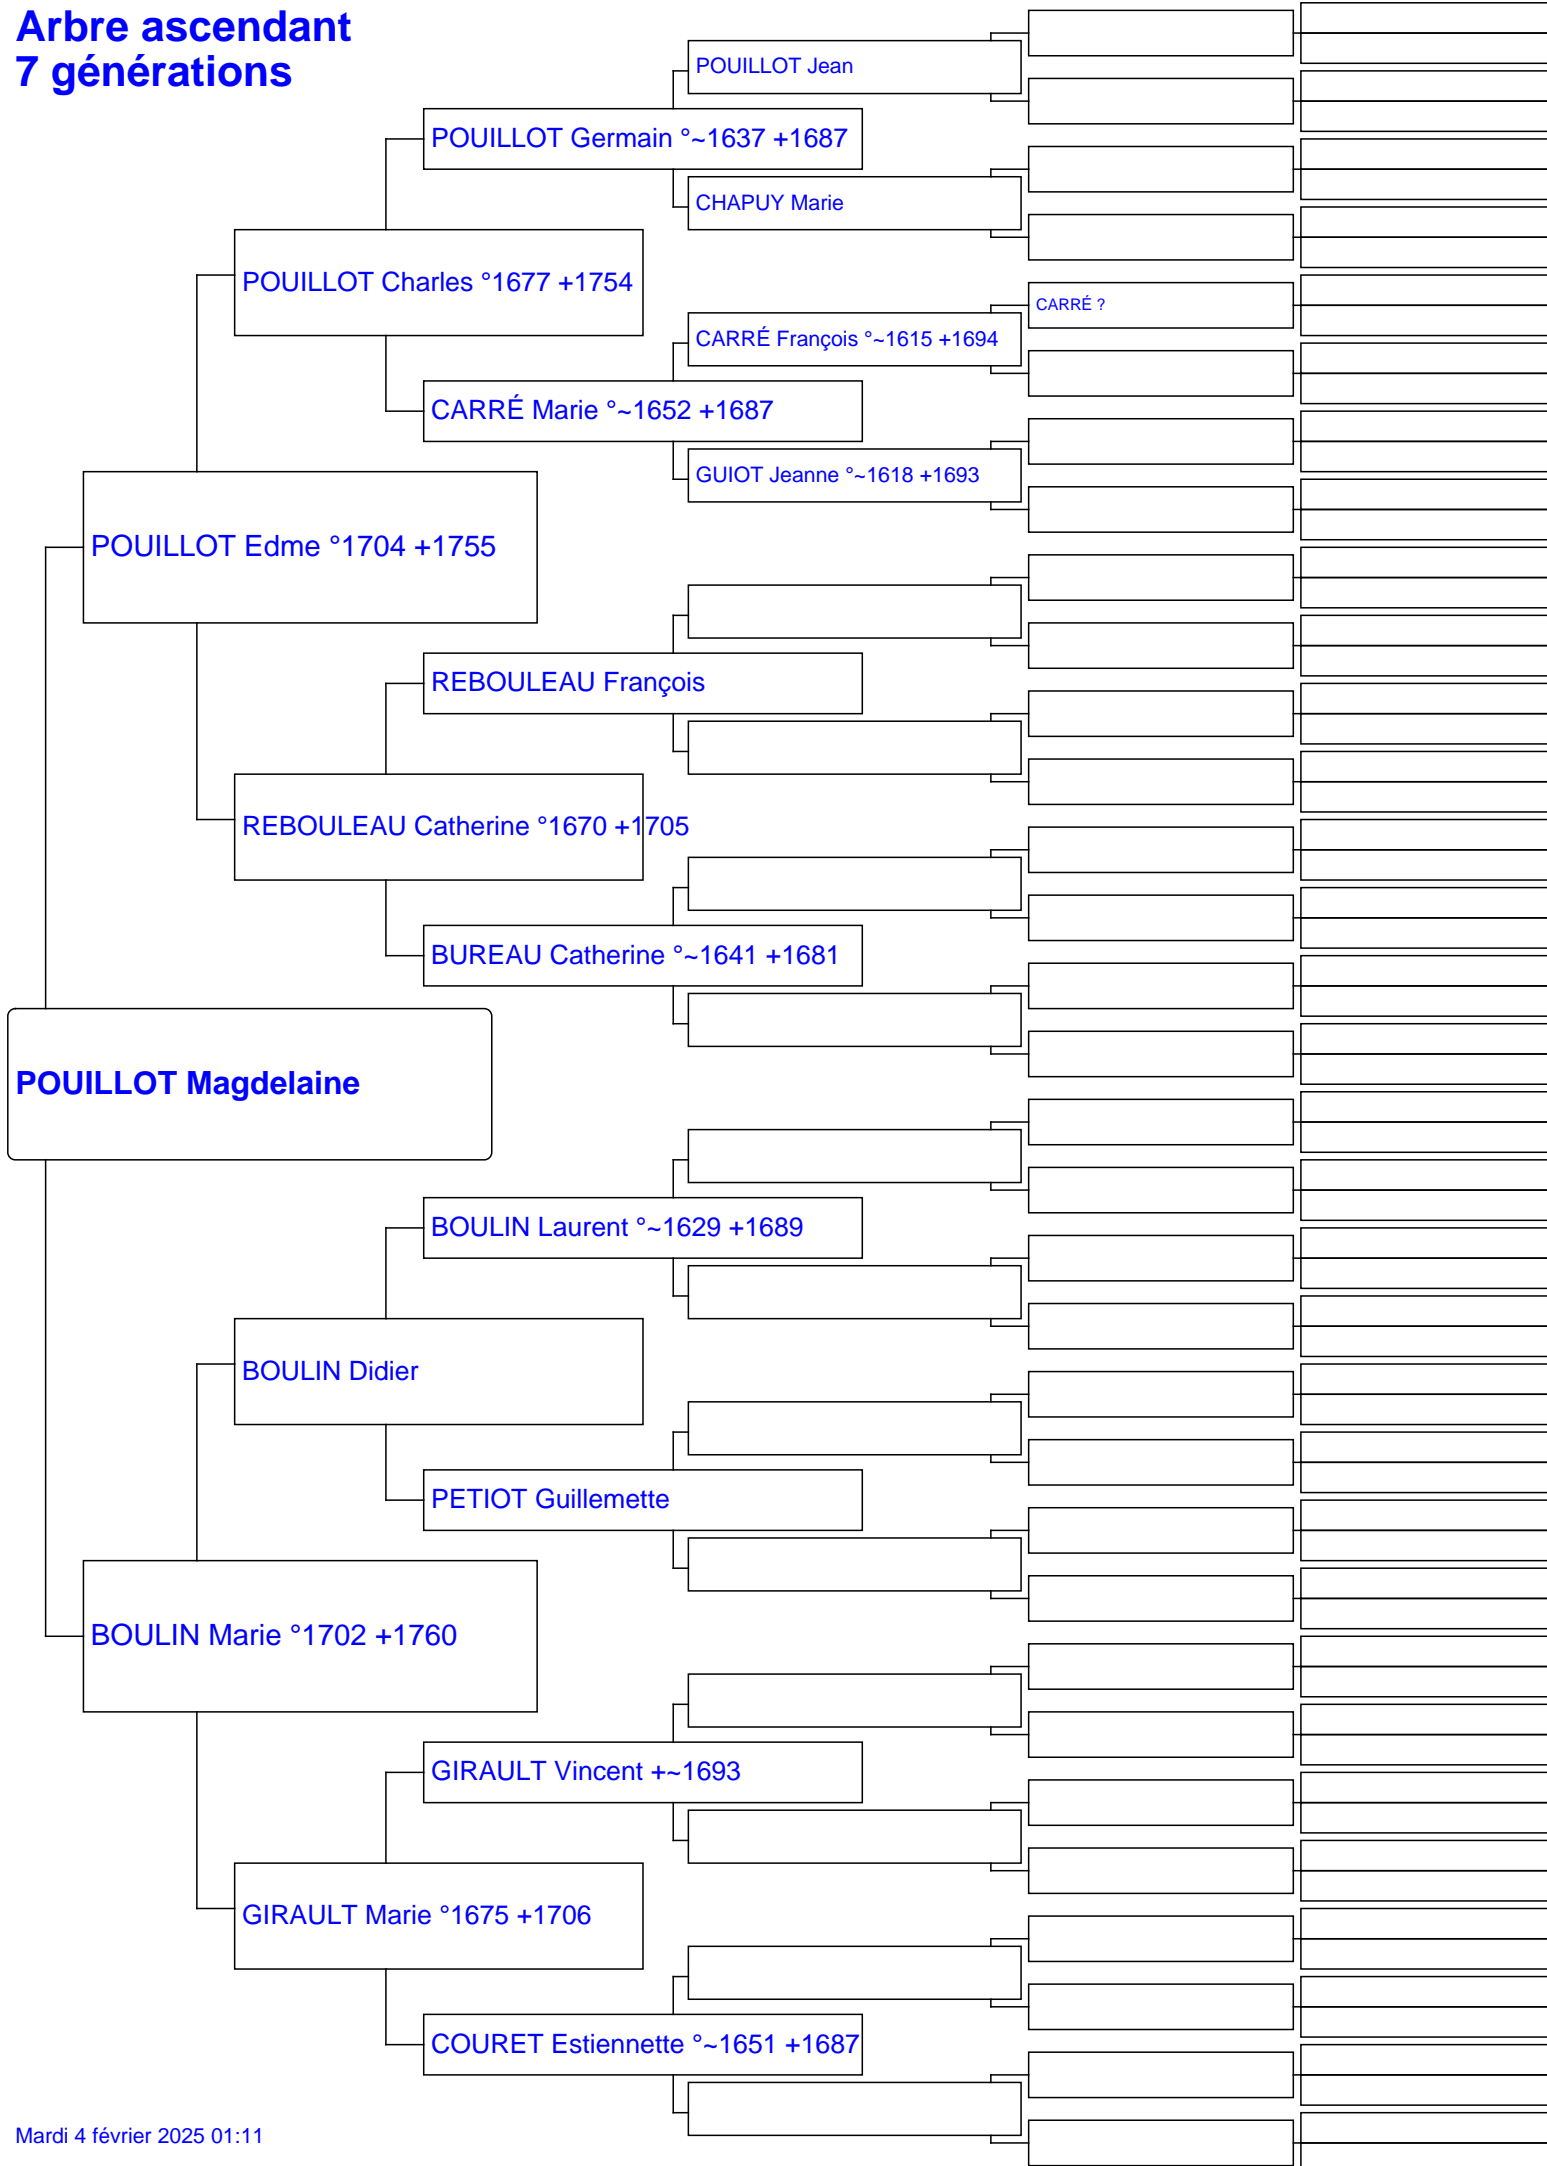 Arbre ascendant
7 générations
POUILLOT Jean
POUILLOT Germain °~1637 +1687
CHAPUY Marie
POUILLOT Charles °1677 +1754
CARRÉ ?
CARRÉ François °~1615 +1694
CARRÉ Marie °~1652 +1687
GUIOT Jeanne °~1618 +1693
POUILLOT Edme °1704 +1755
REBOULEAU François
REBOULEAU Catherine °1670 +1705
BUREAU Catherine °~1641 +1681
POUILLOT Magdelaine
BOULIN Laurent °~1629 +1689
BOULIN Didier
PETIOT Guillemette
BOULIN Marie °1702 +1760
GIRAULT Vincent +~1693
GIRAULT Marie °1675 +1706
COURET Estiennette °~1651 +1687
Mardi 4 février 2025 01:11